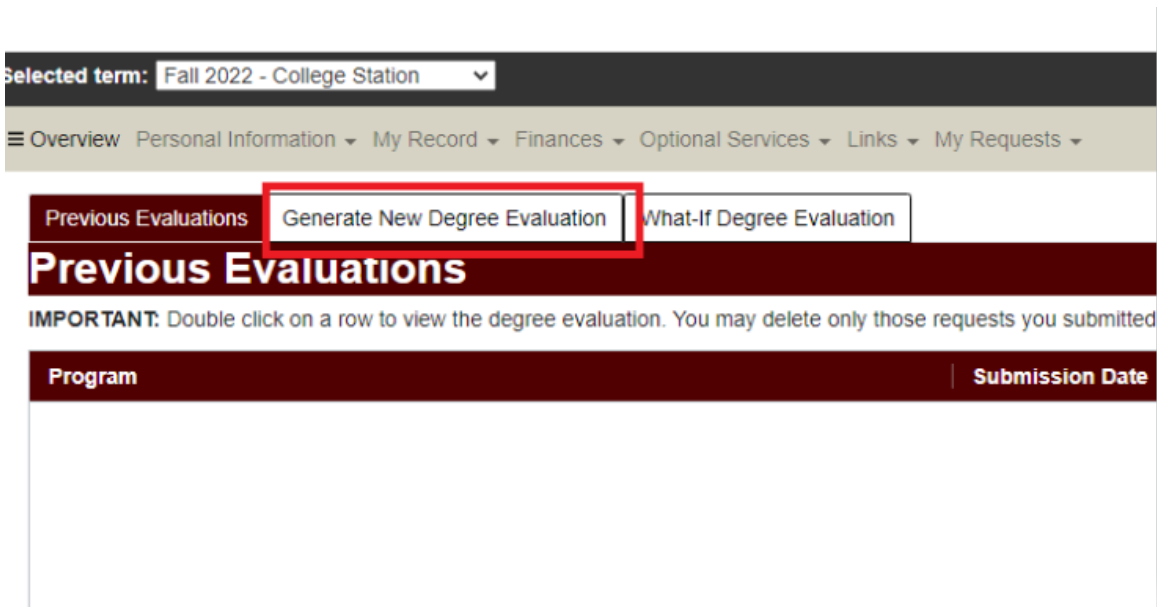 Selected term: Fall 2022 - College Station
Overview Personal Information My Record Finances Optional Services Links My Requests
Previous Evaluations Generate New Degree Evaluation What-If Degree Evaluation
Previous Evaluations
IMPORTANT: Double click on a row to view the degree evaluation. You may delete only those requests you submitted
Program Submission Date